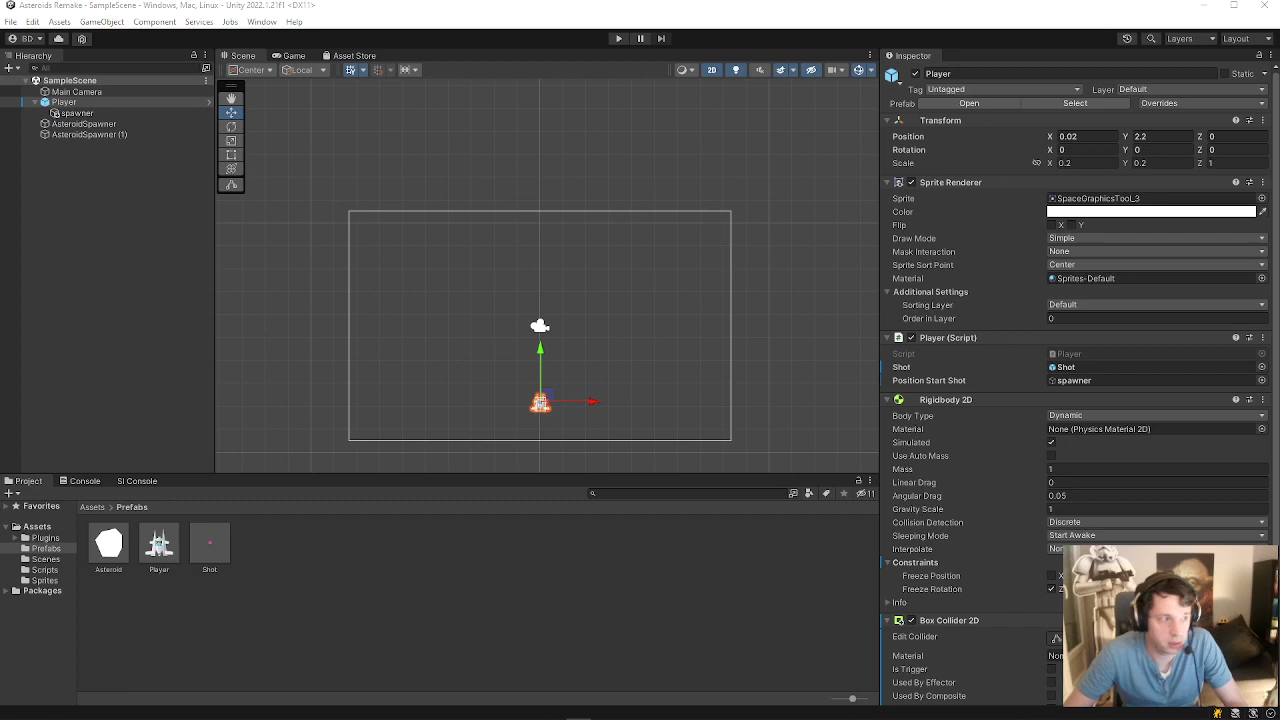 Asteroids Remake - SampleScene - Windows, Mac, Linux - Unity 2022.1.21f1 <DX11>
File Edit Assets GameObject Component Services Jobs Window Help
BD Layers Layout
Hierarchy
All
SampleScene
Main Camera
Player
spawner
AsteroidSpawner
AsteroidSpawner (1)
Scene Game Asset Store
Center Local 2D
Inspector
Player Static
Tag Untagged Layer Default
Prefab Open Select Overrides
Transform
Position X 0.02 Y 2.2 Z 0
Rotation X 0 Y 0 Z 0
Scale X 0.2 Y 0.2 Z 1
Sprite Renderer
Sprite SpaceGraphicsTool_3
Color
Flip X Y
Draw Mode Simple
Mask Interaction None
Sprite Sort Point Center
Material Sprites-Default
Additional Settings
Sorting Layer Default
Order in Layer 0
Player (Script)
Script Player
Shot Shot
Position Start Shot spawner
Rigidbody 2D
Body Type Dynamic
Material None (Physics Material 2D)
Simulated
Use Auto Mass
Mass 1
Linear Drag 0
Angular Drag 0.05
Gravity Scale 1
Collision Detection Discrete
Sleeping Mode Start Awake
Interpolate
Constraints
Freeze Position X
Freeze Rotation Z
Info
Box Collider 2D
Edit Collider
Material
Is Trigger
Used By Effector
Used By Composite
Project Console SI Console
11
Favorites
Assets
Plugins
Prefabs
Scenes
Scripts
Sprites
Packages
Assets > Prefabs
Asteroid Player Shot